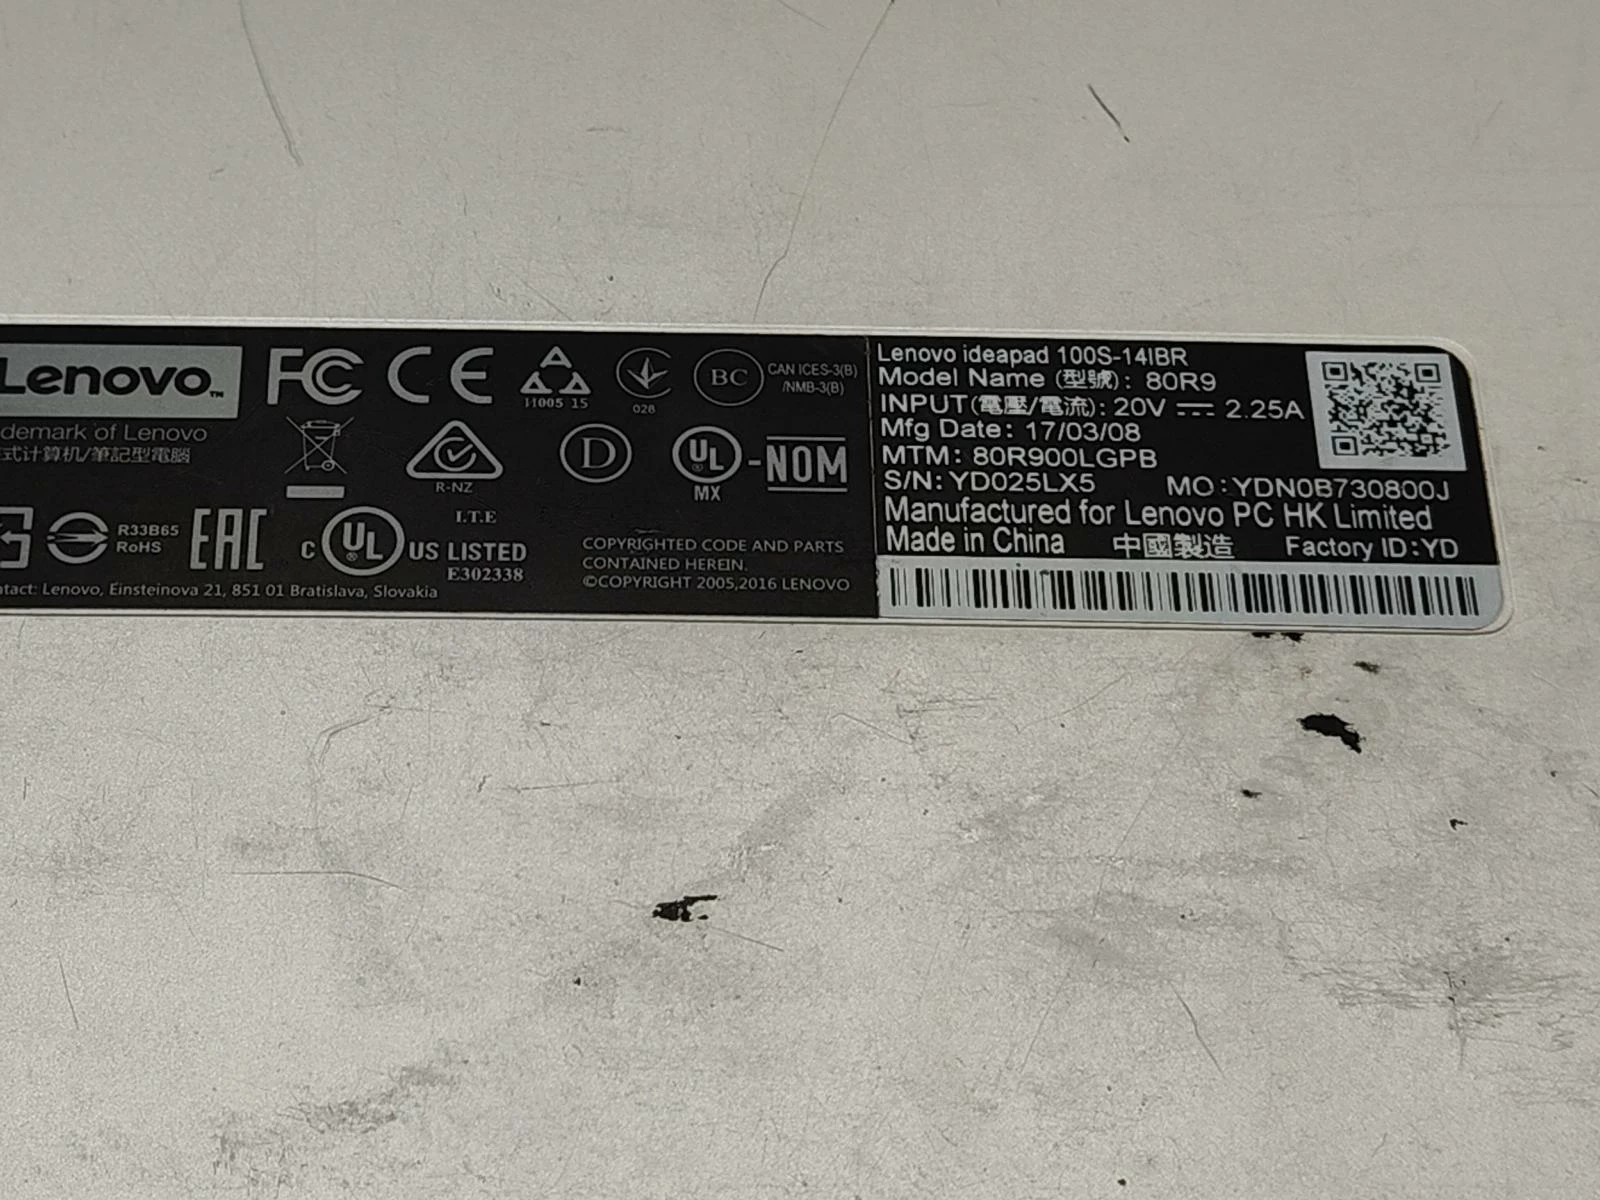 Lenovo™
demark of Lenovo
式计算机/筆記型電腦
FCC CE
11005 15
028
BC
CAN ICES-3(B)
/NMB-3(B)
R-NZ
D
UL
MX
-NOM
R33B65
RoHS
EAC
c UL US LISTED
I.T.E
E302338
COPYRIGHTED CODE AND PARTS
CONTAINED HEREIN.
©COPYRIGHT 2005,2016 LENOVO
ntact: Lenovo, Einsteinova 21, 851 01 Bratislava, Slovakia
Lenovo ideapad 100S-14IBR
Model Name (型號): 80R9
INPUT(電壓/電流): 20V ⎓ 2.25A
Mfg Date: 17/03/08
MTM: 80R900LGPB
S/N: YD025LX5 MO:YDN0B730800J
Manufactured for Lenovo PC HK Limited
Made in China 中國製造 Factory ID:YD